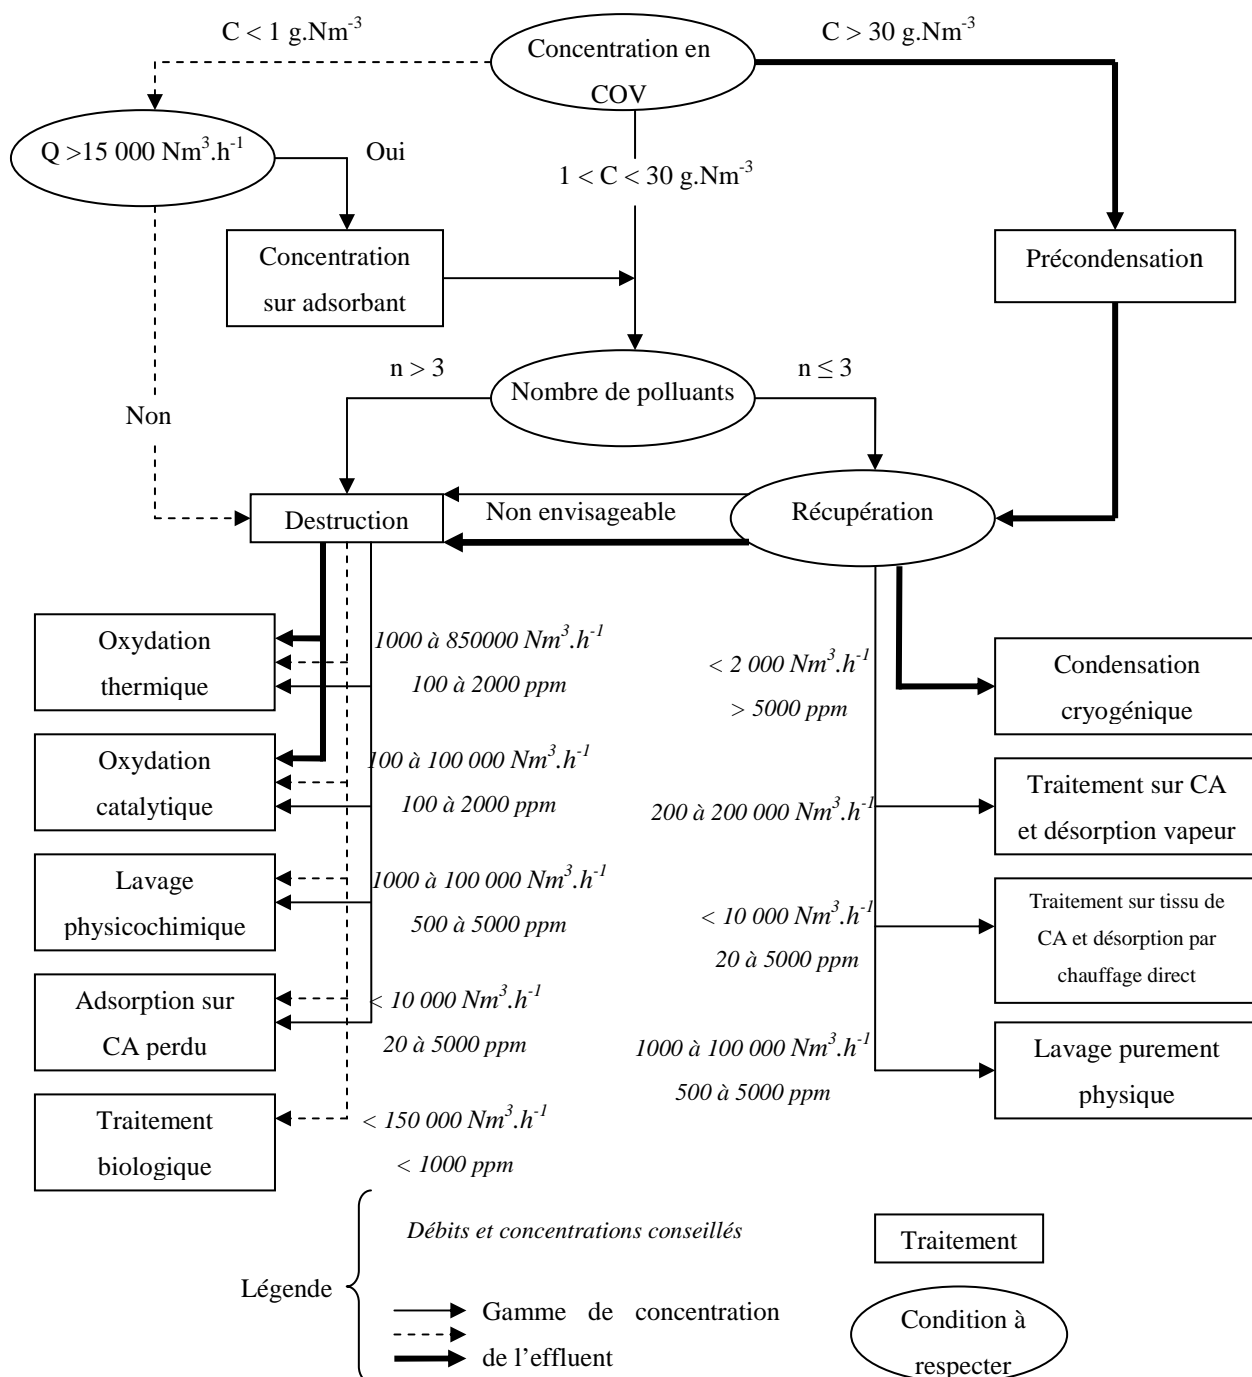 C < 1 g.Nm-3
Concentration en
COV
C > 30 g.Nm-3
Q >15 000 Nm3.h-1
Oui
1 < C < 30 g.Nm-3
Concentration
sur adsorbant
Précondensation
n > 3
Nombre de polluants
n ≤ 3
Non
Destruction
Non envisageable
Récupération
Oxydation
thermique
1000 à 850000 Nm3.h-1
100 à 2000 ppm
< 2 000 Nm3.h-1
> 5000 ppm
Condensation
cryogénique
Oxydation
catalytique
100 à 100 000 Nm3.h-1
100 à 2000 ppm
200 à 200 000 Nm3.h-1
Traitement sur CA
et désorption vapeur
Lavage
physicochimique
1000 à 100 000 Nm3.h-1
500 à 5000 ppm
< 10 000 Nm3.h-1
20 à 5000 ppm
Traitement sur tissu de
CA et désorption par
chauffage direct
Adsorption sur
CA perdu
< 10 000 Nm3.h-1
20 à 5000 ppm
1000 à 100 000 Nm3.h-1
500 à 5000 ppm
Lavage purement
physique
Traitement
biologique
< 150 000 Nm3.h-1
< 1000 ppm
Légende
Débits et concentrations conseillés
Traitement
Gamme de concentration
de l’effluent
Condition à
respecter